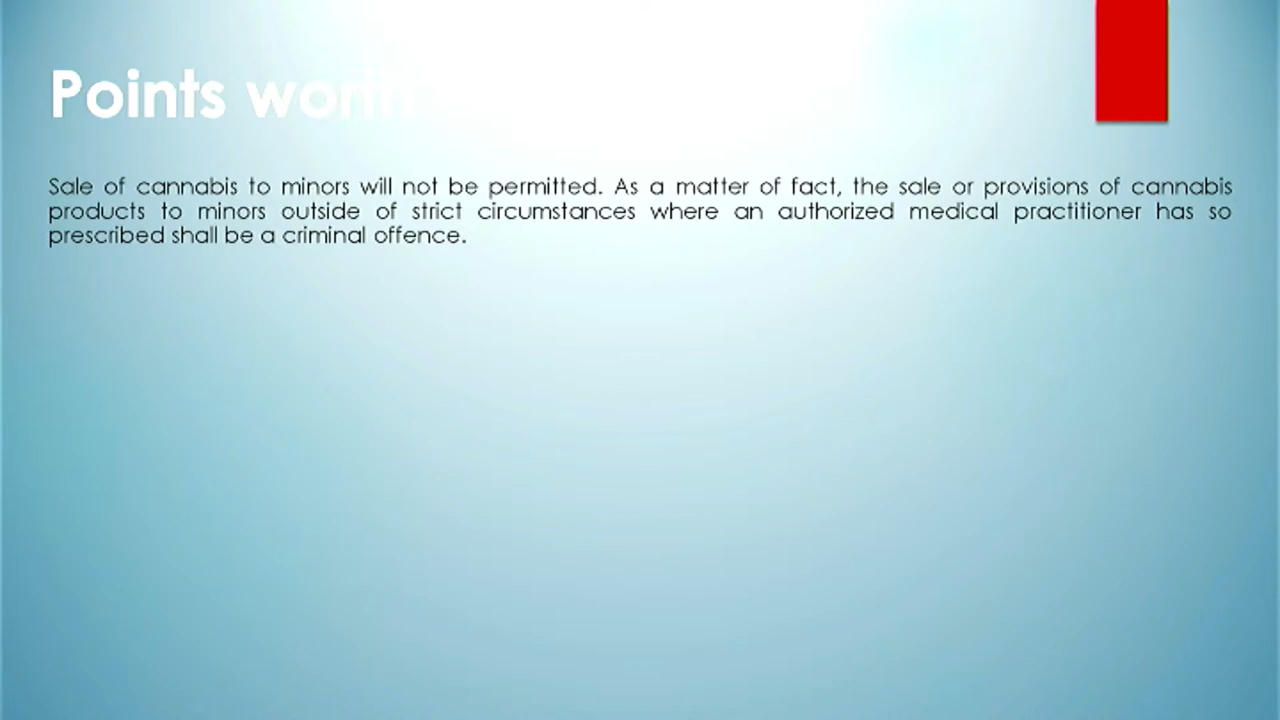 Points worth
Sale of cannabis to minors will not be permitted. As a matter of fact, the sale or provisions of cannabis
products to minors outside of strict circumstances where an authorized medical practitioner has so
prescribed shall be a criminal offence.